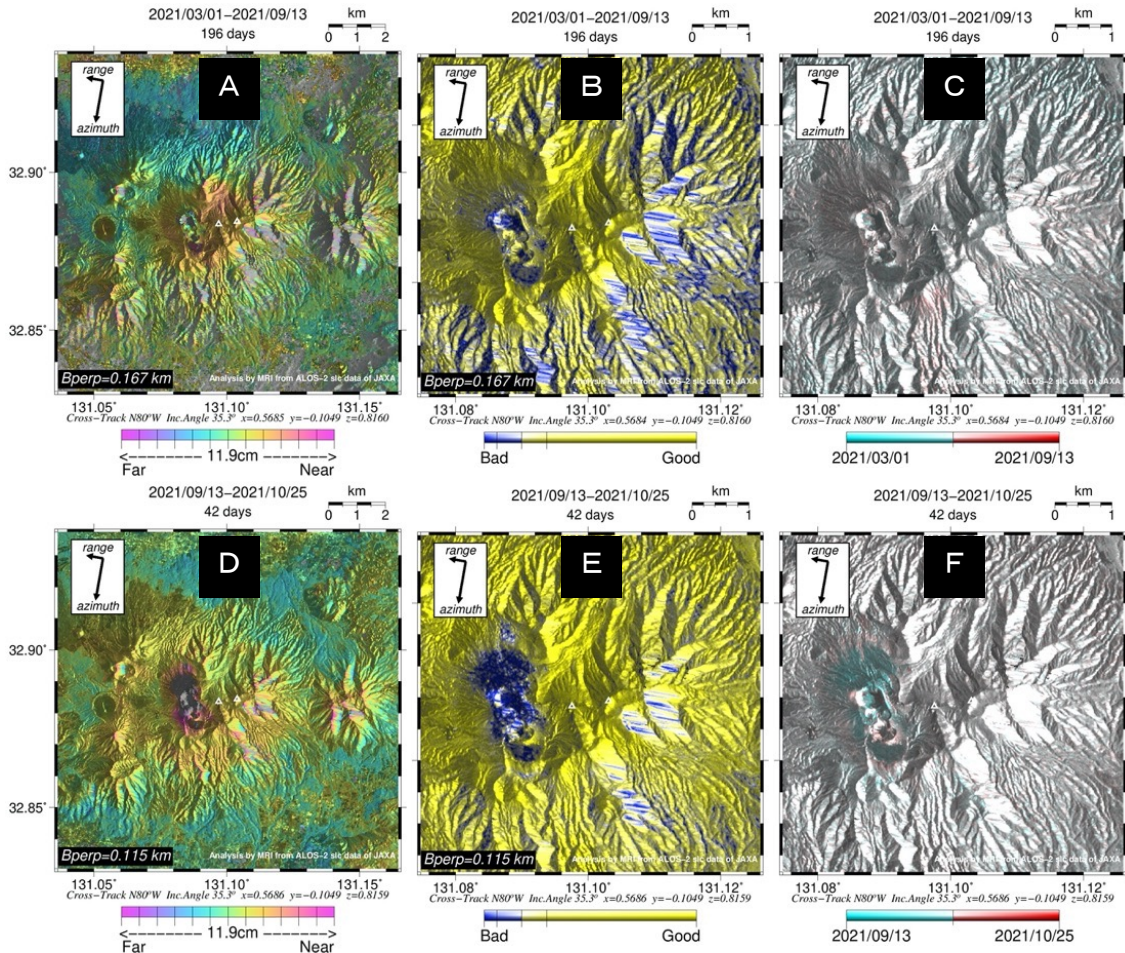 2021/03/01−2021/09/13
196 days
km
0 1 2
A
range
azimuth
32.90°
32.85°
Bperp=0.167 km
Analysis by MRI from ALOS−2 slc data of JAXA
131.05° 131.10° 131.15°
Cross−Track N80°W Inc.Angle 35.3° x=0.5685 y=−0.1049 z=0.8160
<−−−−−− 11.9cm −−−−−−>
Far Near
2021/03/01−2021/09/13
196 days
km
0 1
B
range
azimuth
Bperp=0.167 km
Analysis by MRI from ALOS−2 slc data of JAXA
131.08° 131.10° 131.12°
Cross−Track N80°W Inc.Angle 35.3° x=0.5684 y=−0.1049 z=0.8160
Bad Good
2021/03/01−2021/09/13
196 days
km
0 1
C
range
azimuth
Analysis by MRI from ALOS−2 slc data of JAXA
131.08° 131.10° 131.12°
Cross−Track N80°W Inc.Angle 35.3° x=0.5684 y=−0.1049 z=0.8160
2021/03/01 2021/09/13
2021/09/13−2021/10/25
42 days
km
0 1 2
D
range
azimuth
32.90°
32.85°
Bperp=0.115 km
Analysis by MRI from ALOS−2 slc data of JAXA
131.05° 131.10° 131.15°
Cross−Track N80°W Inc.Angle 35.3° x=0.5686 y=−0.1049 z=0.8159
<−−−−−− 11.9cm −−−−−−>
Far Near
2021/09/13−2021/10/25
42 days
km
0 1
E
range
azimuth
Bperp=0.115 km
Analysis by MRI from ALOS−2 slc data of JAXA
131.08° 131.10° 131.12°
Cross−Track N80°W Inc.Angle 35.3° x=0.5686 y=−0.1049 z=0.8159
Bad Good
2021/09/13−2021/10/25
42 days
km
0 1
F
range
azimuth
Analysis by MRI from ALOS−2 slc data of JAXA
131.08° 131.10° 131.12°
Cross−Track N80°W Inc.Angle 35.3° x=0.5686 y=−0.1049 z=0.8159
2021/09/13 2021/10/25